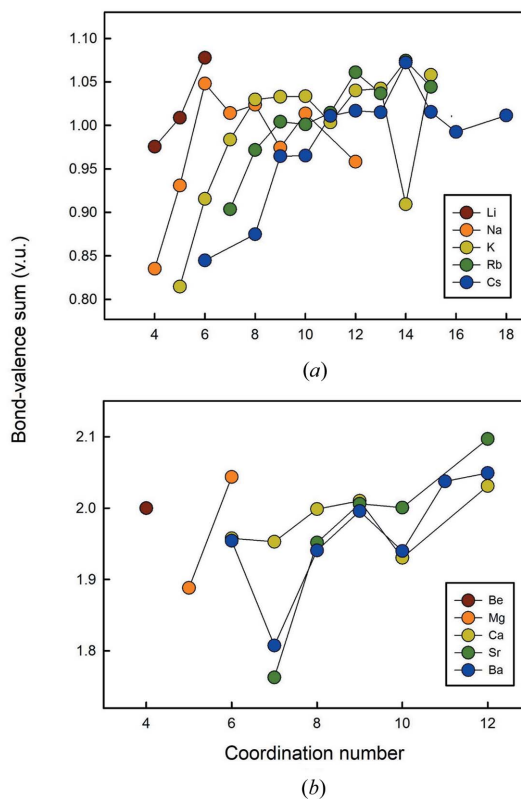 1.10
1.05
1.00
0.95
0.90
0.85
0.80
Li
Na
K
Rb
Cs
4 6 8 10 12 14 16 18
(a)
Bond-valence sum (v.u.)
2.1
2.0
1.9
1.8
Be
Mg
Ca
Sr
Ba
4 6 8 10 12
Coordination number
(b)